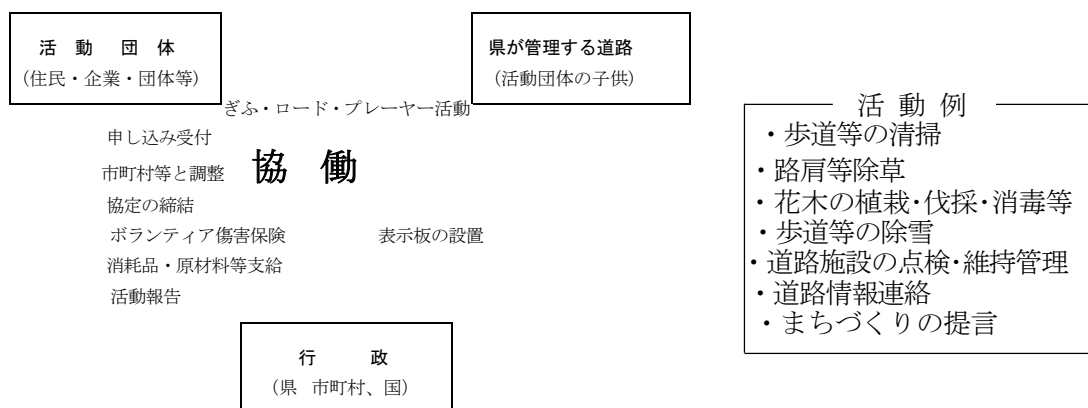 活 動 団 体
（住民・企業・団体等）
県が管理する道路
（活動団体の子供）
ぎふ・ロード・プレーヤー活動
申し込み受付
市町村等と調整
協 働
協定の締結
ボランティア傷害保険
表示板の設置
消耗品・原材料等支給
活動報告
行 政
（県 市町村、国）
活 動 例
・歩道等の清掃
・路肩等除草
・花木の植栽･伐採･消毒等
・歩道等の除雪
・道路施設の点検･維持管理
・道路情報連絡
・まちづくりの提言